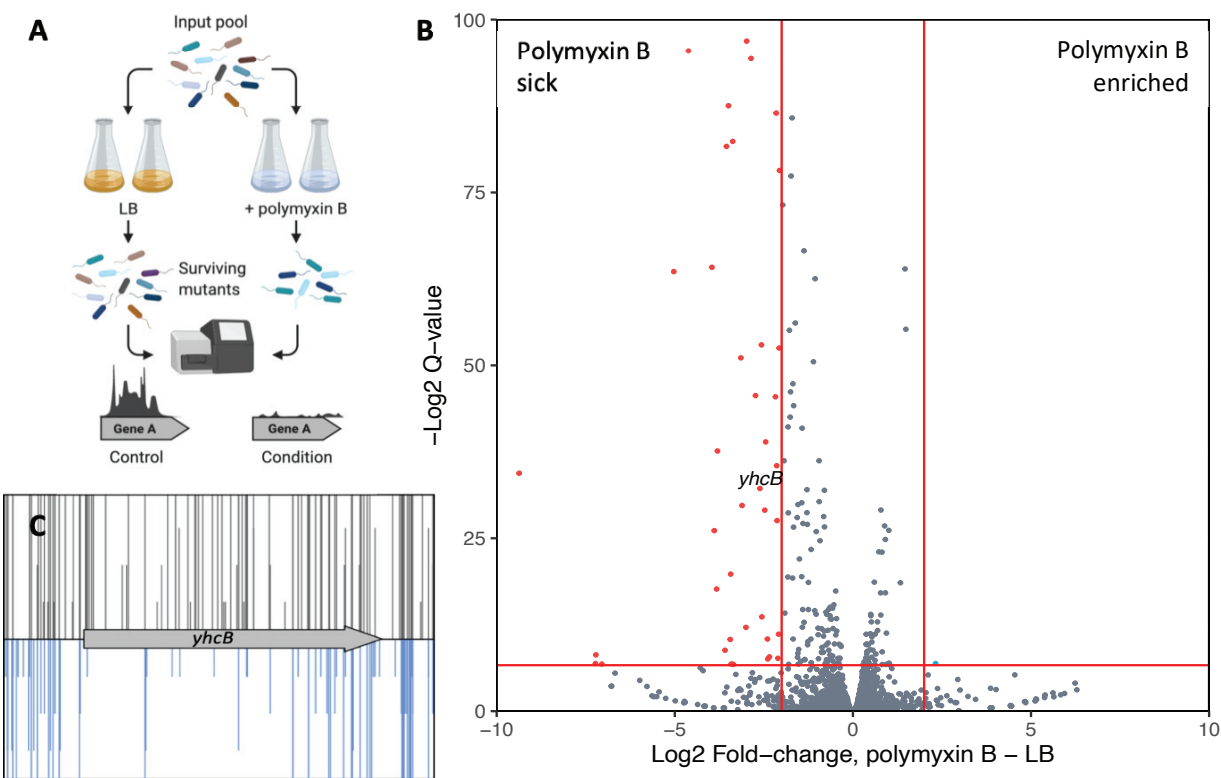 A
Input pool
LB
+ polymyxin B
Surviving
mutants
Gene A
Gene A
Control
Condition
B
Polymyxin B
sick
Polymyxin B
enriched
100
75
50
25
0
−Log2 Q−value
yhcB
−10
−5
0
5
10
Log2 Fold−change, polymyxin B − LB
C
yhcB